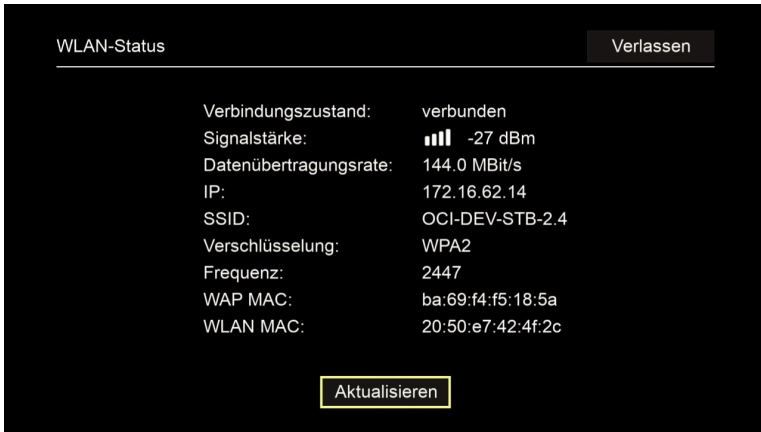 WLAN-Status
Verlassen
Verbindungszustand: verbunden
Signalstärke: -27 dBm
Datenübertragungsrate: 144.0 MBit/s
IP: 172.16.62.14
SSID: OCI-DEV-STB-2.4
Verschlüsselung: WPA2
Frequenz: 2447
WAP MAC: ba:69:f4:f5:18:5a
WLAN MAC: 20:50:e7:42:4f:2c
Aktualisieren